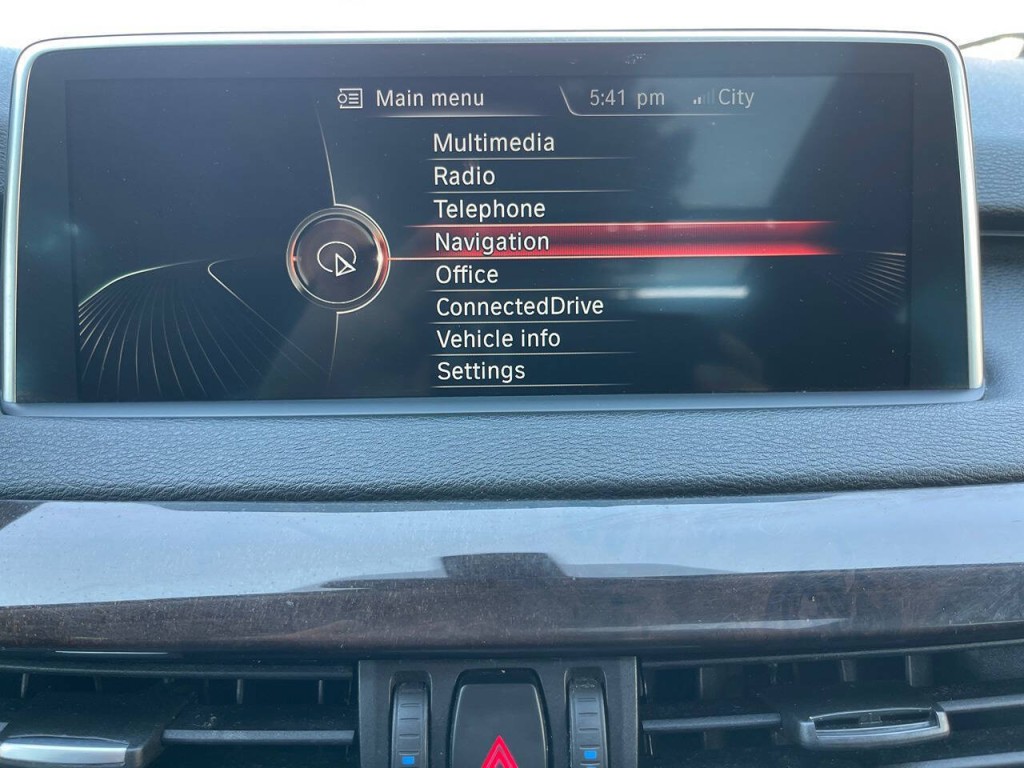 Main menu 5:41 pm City
Multimedia
Radio
Telephone
Navigation
Office
ConnectedDrive
Vehicle info
Settings